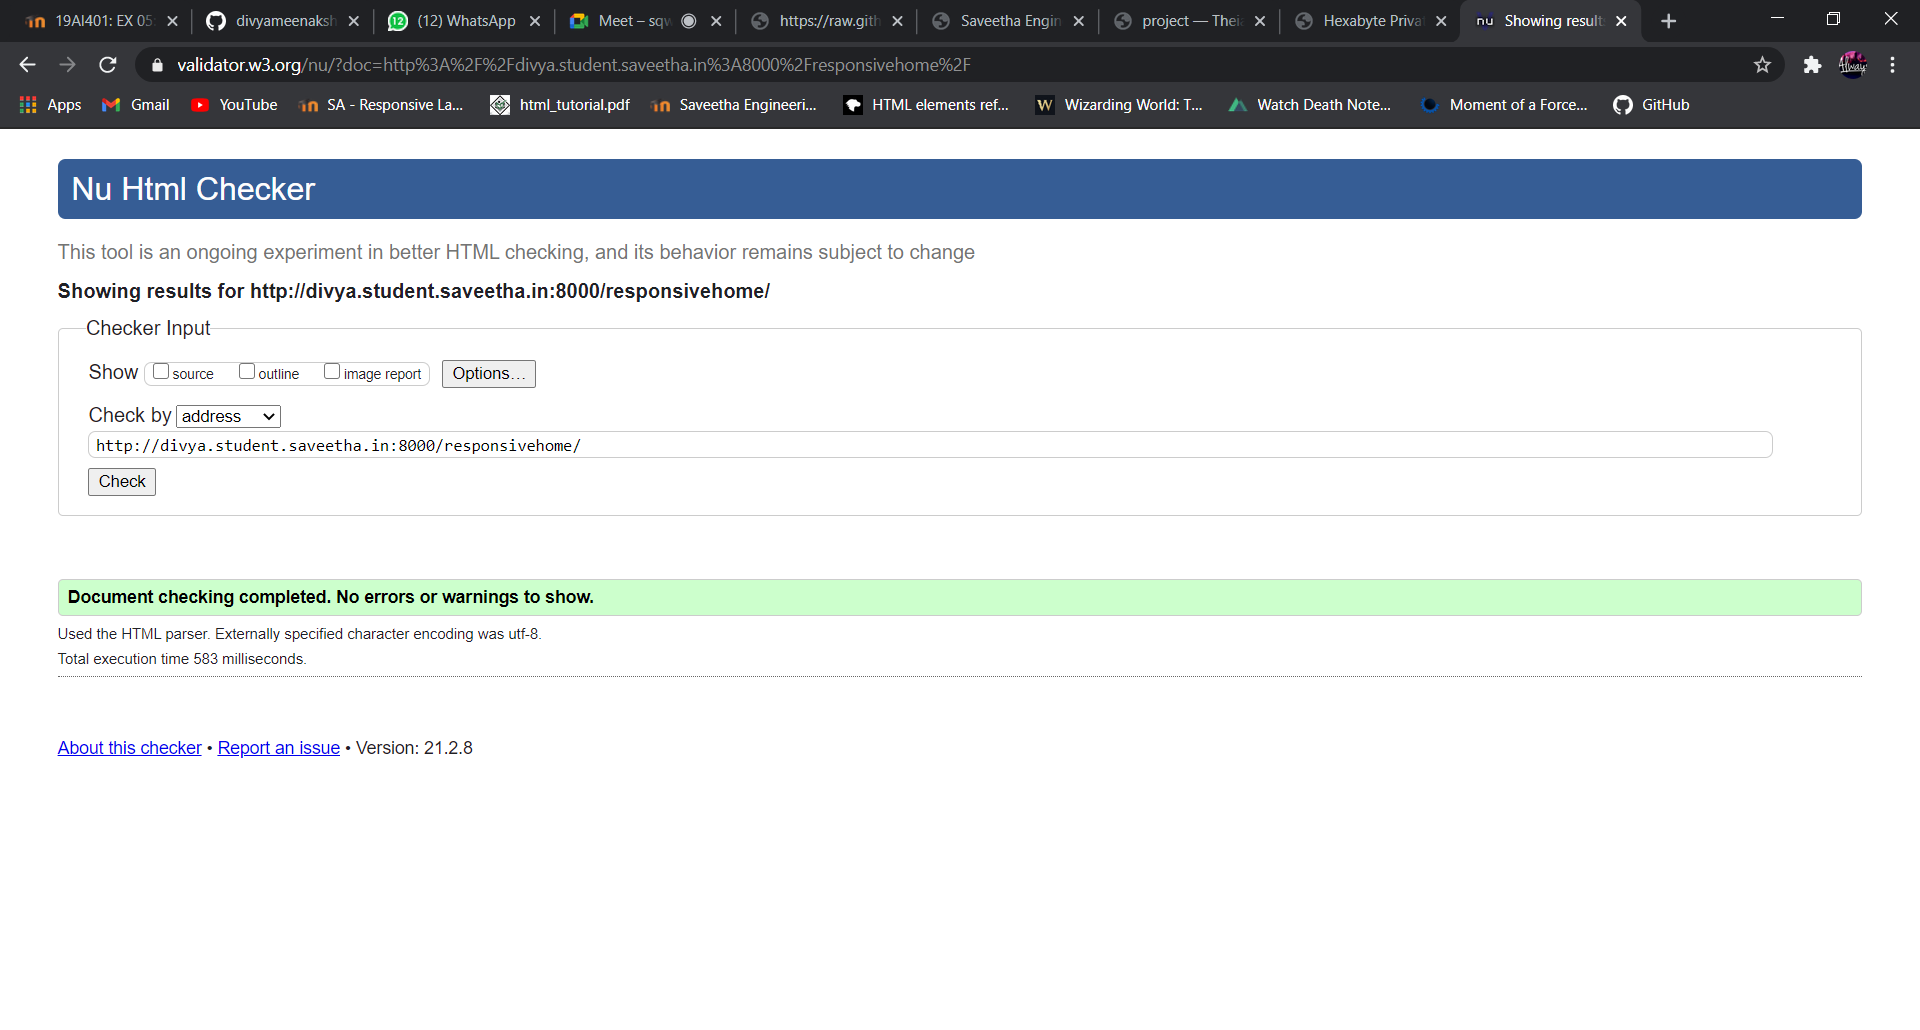 19AI401: EX 05
divyameenaksh
(12) WhatsApp
Meet – sqw
https://raw.gith
Saveetha Engin
project — Theia
Hexabyte Privat
nu Showing result
validator.w3.org/nu/?doc=http%3A%2F%2Fdivya.student.saveetha.in%3A8000%2Fresponsivehome%2F
Apps
Gmail
YouTube
SA - Responsive La...
html_tutorial.pdf
Saveetha Engineeri...
HTML elements ref...
W Wizarding World: T...
Watch Death Note...
Moment of a Force...
GitHub
Nu Html Checker
This tool is an ongoing experiment in better HTML checking, and its behavior remains subject to change
Showing results for http://divya.student.saveetha.in:8000/responsivehome/
Checker Input
Show source outline image report Options...
Check by address
http://divya.student.saveetha.in:8000/responsivehome/
Check
Document checking completed. No errors or warnings to show.
Used the HTML parser. Externally specified character encoding was utf-8.
Total execution time 583 milliseconds.
About this checker • Report an issue • Version: 21.2.8